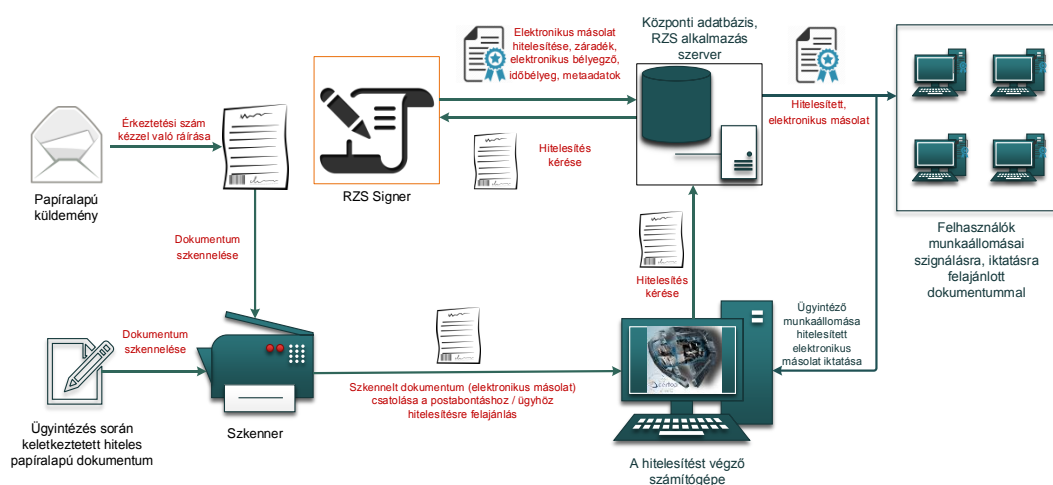 Elektronikus másolat
hitelesítése, záradék,
elektronikus bélyegző,
időbélyeg, metaadatok
Központi adatbázis,
RZS alkalmazás
szerver
Hitelesített,
elektronikus másolat
Érkeztetési szám
kézzel való ráírása
Hitelesítés
kérése
Papíralapú
küldemény
RZS Signer
Felhasználók
munkaállomásai
szignálásra, iktatásra
felajánlott
dokumentummal
Dokumentum
szkennelése
Hitelesítés
kérése
Dokumentum
szkennelése
Ügyintéző
munkaállomása
hitelesített
elektronikus
másolat iktatása
Szkennelt dokumentum (elektronikus másolat)
csatolása a postabontáshoz / ügyhöz
hitelesítésre felajánlás
Ügyintézés során
keletkeztetett hiteles
papíralapú dokumentum
Szkenner
A hitelesítést végző
számítógépe